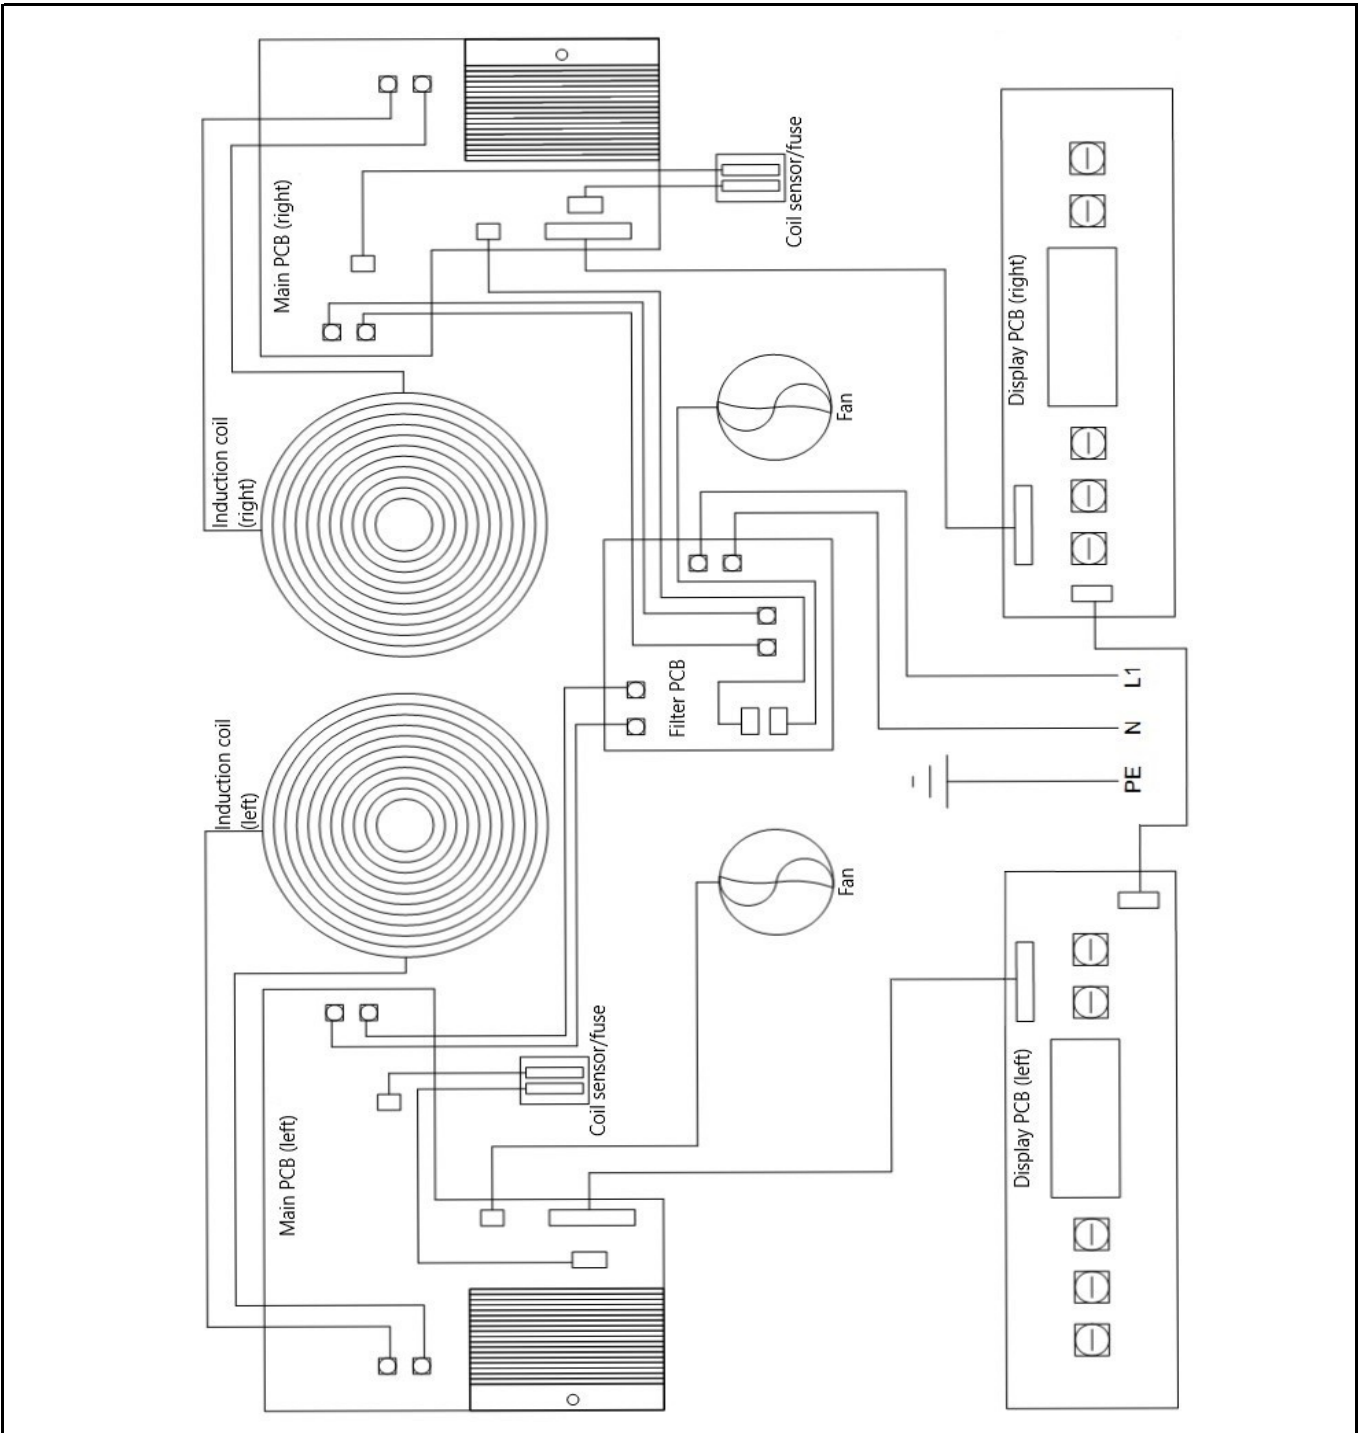 Main PCB (right)
Coil sensor/fuse
Display PCB (right)
Induction coil
(right)
Fan
Filter PCB
L1
N
PE
Induction coil
(left)
Fan
Coil sensor/fuse
Main PCB (left)
Display PCB (left)